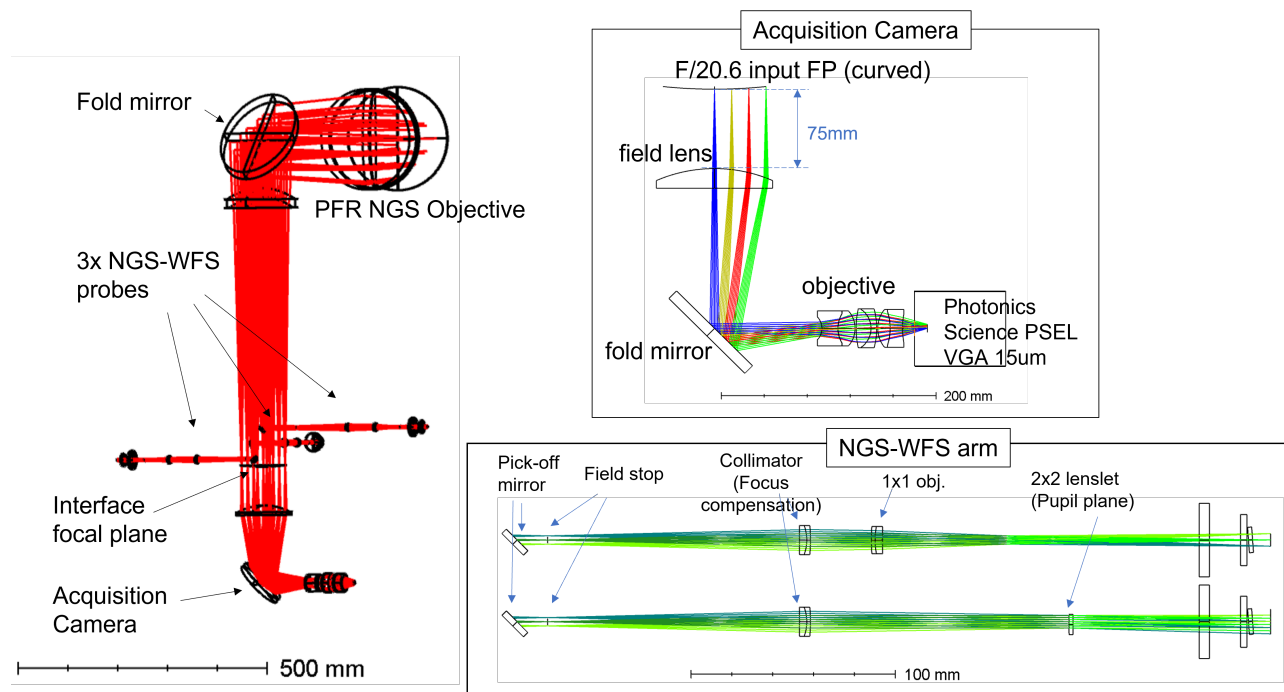 Fold mirror
PFR NGS Objective
3x NGS-WFS
probes
Interface
focal plane
Acquisition
Camera
500 mm
Acquisition Camera
F/20.6 input FP (curved)
75mm
field lens
objective
fold mirror
Photonics
Science PSEL
VGA 15um
200 mm
NGS-WFS arm
Pick-off
mirror
Field stop
Collimator
(Focus
compensation)
1x1 obj.
2x2 lenslet
(Pupil plane)
100 mm